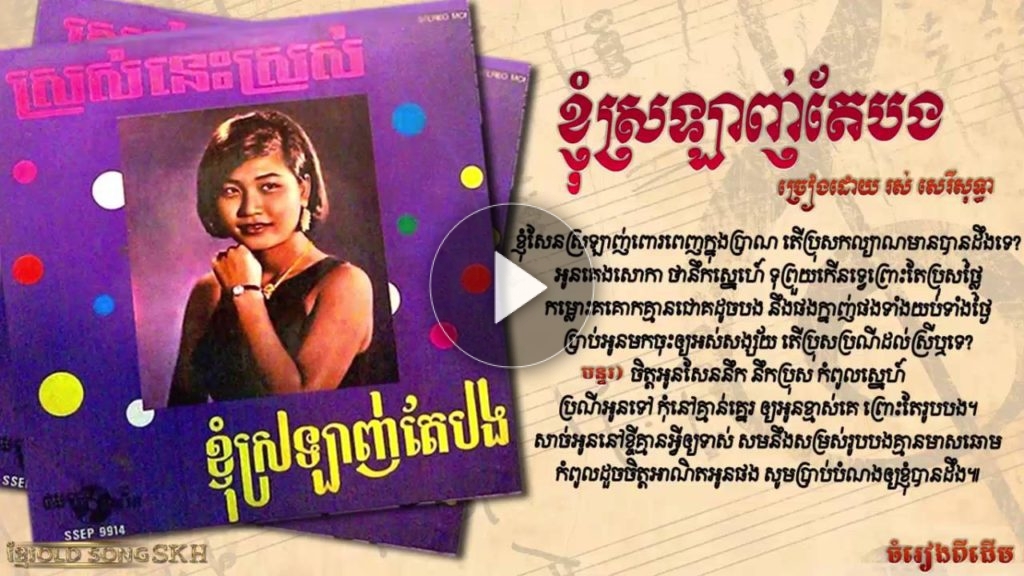 STEREO MCI
ស្រស់នេះស្រស់
ខ្ញុំស្រឡាញ់តែបង
SSEP 9914
ខ្មែរOLD SONG SKH
ខ្ញុំស្រឡាញ់តែបង
ច្រៀងដោយ រស់ សេរីសុទ្ធា
ខ្ញុំសែនស្រឡាញ់ពោរពេញក្នុងប្រាណ តើប្រុសកល្យាណមានបានដឹងទេ?
អូនគេងសោកា ថានឹកស្នេហ៍ ទុព្រួយកើនទ្វេព្រោះតែប្រុសថ្លៃ
កម្លោះគគោកគ្មានជោគដូចបង នឹងផងក្នាញ់ផងទាំងយប់ទាំងថ្ងៃ
ប្រាប់អូនមកចុះឲ្យអស់សង្ស័យ តើប្រុសប្រណីដល់ស្រីឬទេ?
បន្ទរ) ចិត្តអូនសែននឹក នឹកប្រុស កំពូលស្នេហ៍
ប្រណីអូនទៅ កុំនៅគ្មានគ្នេរ ឲ្យអូនខ្មាស់គេ ព្រោះតែរូបបង។
សាច់អូននៅខ្ចីគ្មានអ្វីឲ្យទាស់ សមនឹងសម្រស់រូបបងគ្មានមាសឆោម
កំពូលដួចចិត្តអាណិតអូនផង សូមប្រាប់បំណងឲ្យខ្ញុំបានដឹង៕
ចំរៀងពីដើម